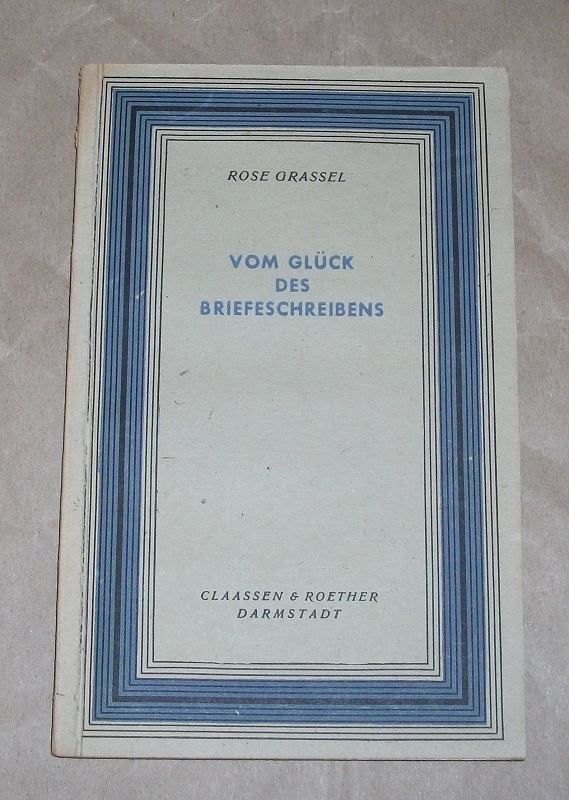 ROSE GRASSEL
VOM GLÜCK
DES
BRIEFESCHREIBENS
CLAASSEN & ROETHER
DARMSTADT